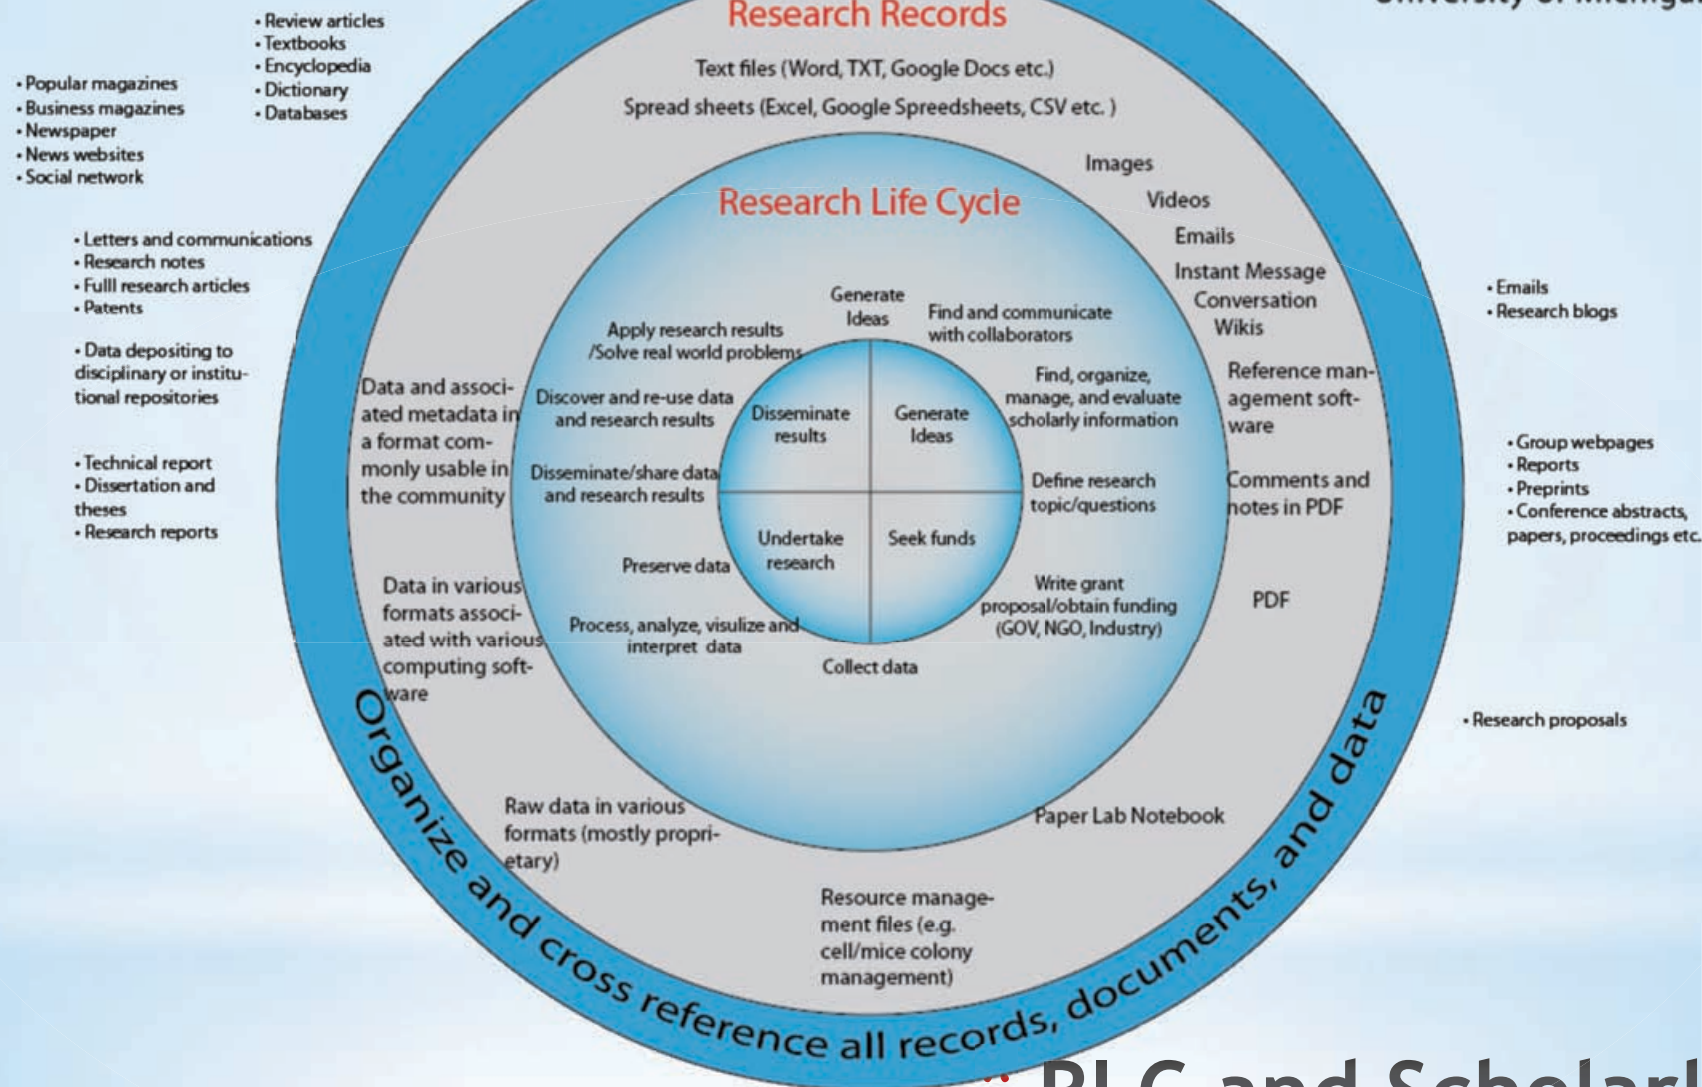 University of Michiga
Research Records
Text files (Word, TXT, Google Docs etc.)
Spread sheets (Excel, Google Spreedsheets, CSV etc. )
• Review articles
• Textbooks
• Encyclopedia
• Dictionary
• Databases
• Popular magazines
• Business magazines
• Newspaper
• News websites
• Social network
• Letters and communications
• Research notes
• Fulll research articles
• Patents
• Data depositing to
disciplinary or institu-
tional repositories
• Technical report
• Dissertation and
theses
• Research reports
Images
Videos
Emails
Instant Message
Conversation
Wikis
Reference man-
agement soft-
ware
Comments and
notes in PDF
PDF
Paper Lab Notebook
Resource manage-
ment files (e.g.
cell/mice colony
management)
Raw data in various
formats (mostly propri-
etary)
Data in various
formats associ-
ated with various
computing soft-
ware
Data and associ-
ated metadata in
a format com-
monly usable in
the community
Research Life Cycle
Generate
Ideas
Find and communicate
with collaborators
Find, organize,
manage, and evaluate
scholarly information
Define research
topic/questions
Write grant
proposal/obtain funding
(GOV, NGO, Industry)
Collect data
Process, analyze, visulize and
interpret data
Preserve data
Disseminate/share data
and research results
Discover and re-use data
and research results
Apply research results
/Solve real world problems
Disseminate
results
Generate
Ideas
Undertake
research
Seek funds
• Emails
• Research blogs
• Group webpages
• Reports
• Preprints
• Conference abstracts,
papers, proceedings etc.
• Research proposals
Organize and cross reference all records, documents, and data
RLC and Scholarl